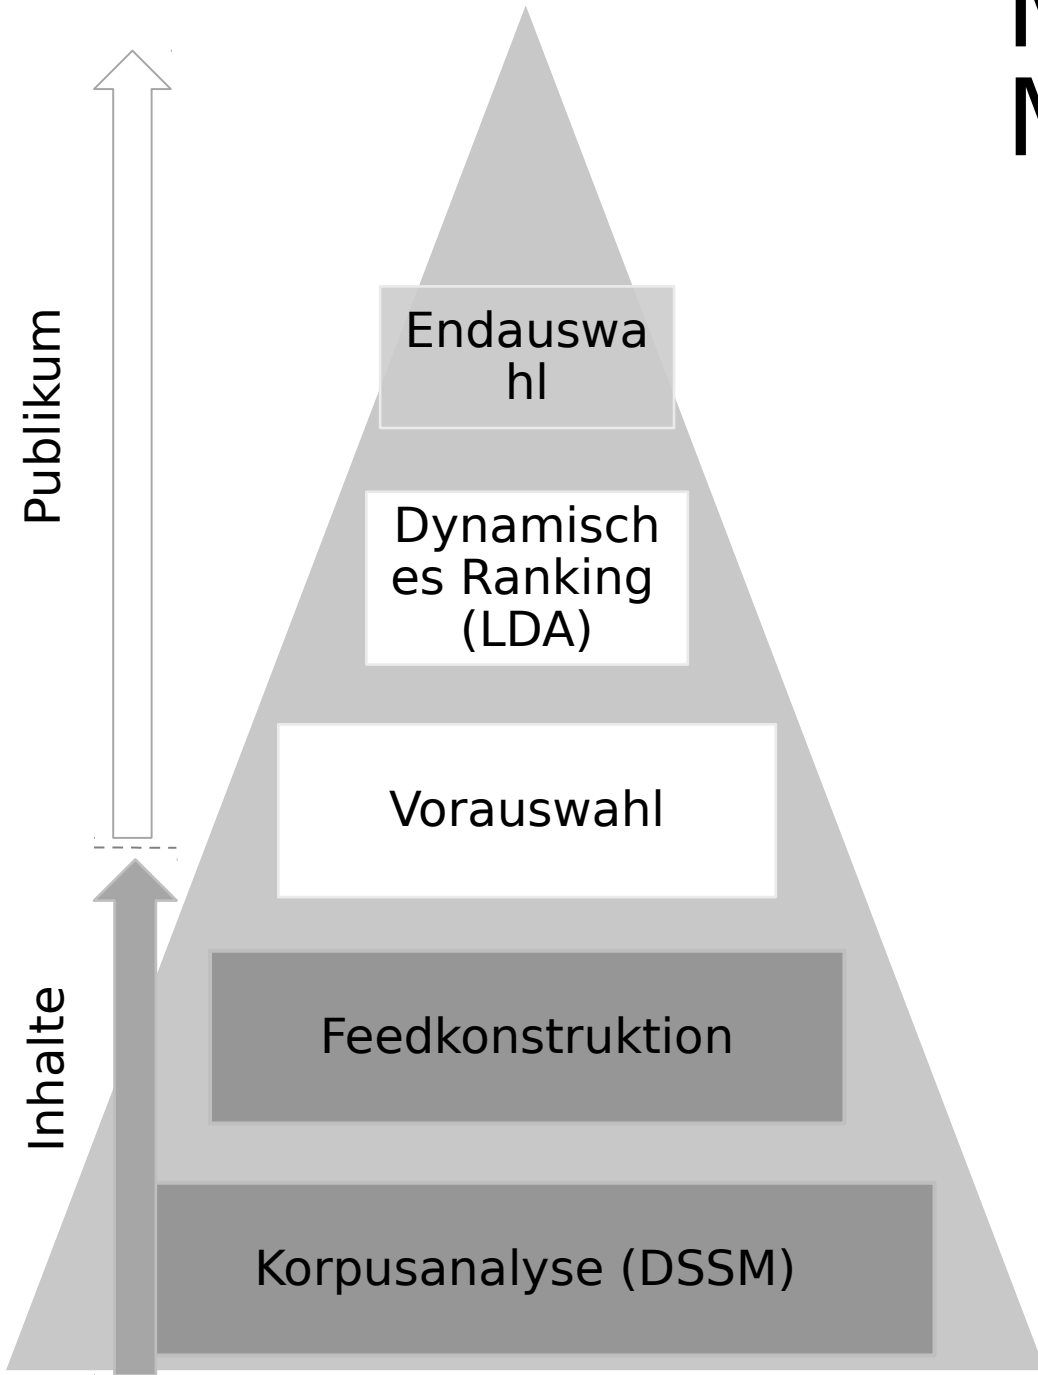 Publikum
Endauswa
hl
Dynamisch
es Ranking
(LDA)
Vorauswahl
Inhalte
Feedkonstruktion
Korpusanalyse (DSSM)